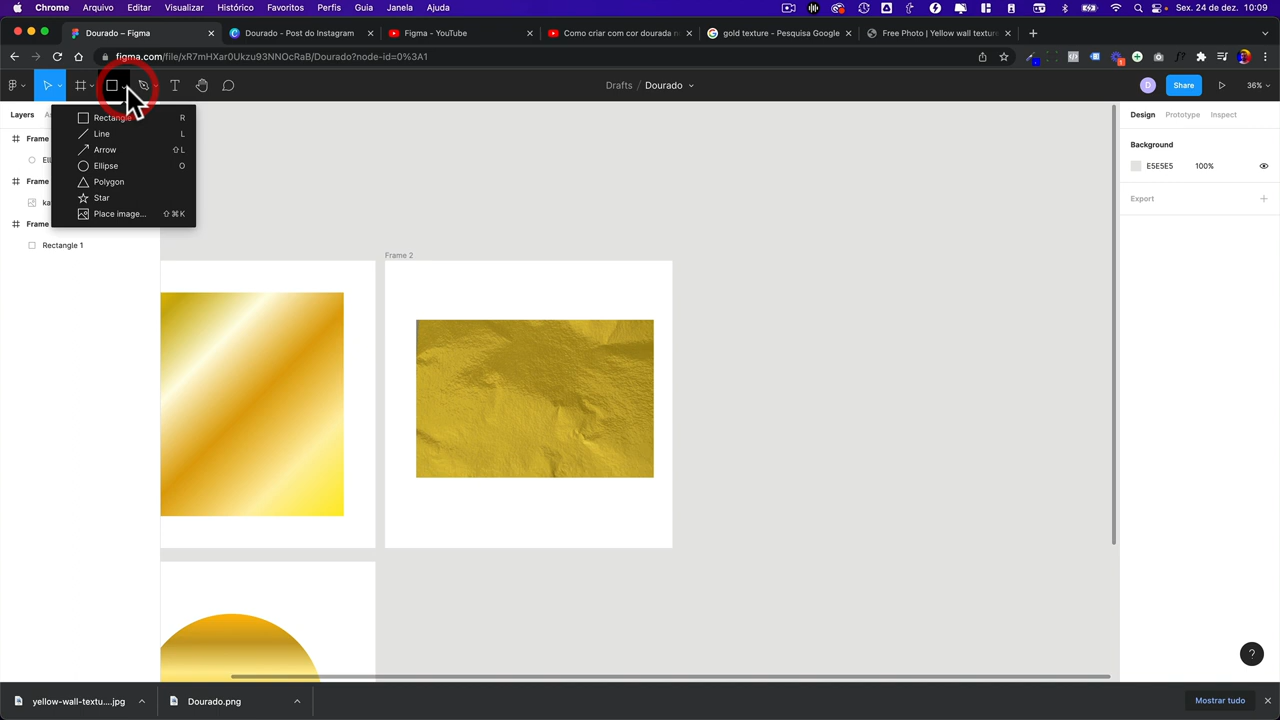 Chrome Arquivo Editar Visualizar Histórico Favoritos Perfis Guia Janela Ajuda Sex. 24 de dez. 10:09
Dourado – Figma
Dourado - Post do Instagram
Figma - YouTube
Como criar com cor dourada n
gold texture - Pesquisa Google
Free Photo | Yellow wall texture
figma.com/file/xR7mHXar0Ukzu93NNOcRaB/Dourado?node-id=0%3A1
Drafts / Dourado
D
Share
36%
Layers
Rectangle R
Line L
Arrow ⇧L
Ellipse O
Polygon
Star
Place image... ⇧⌘K
Frame
Ell
Frame
ka
Frame
Rectangle 1
Frame 2
Design Prototype Inspect
Background
E5E5E5 100%
Export
?
yellow-wall-textu....jpg
Dourado.png
Mostrar tudo